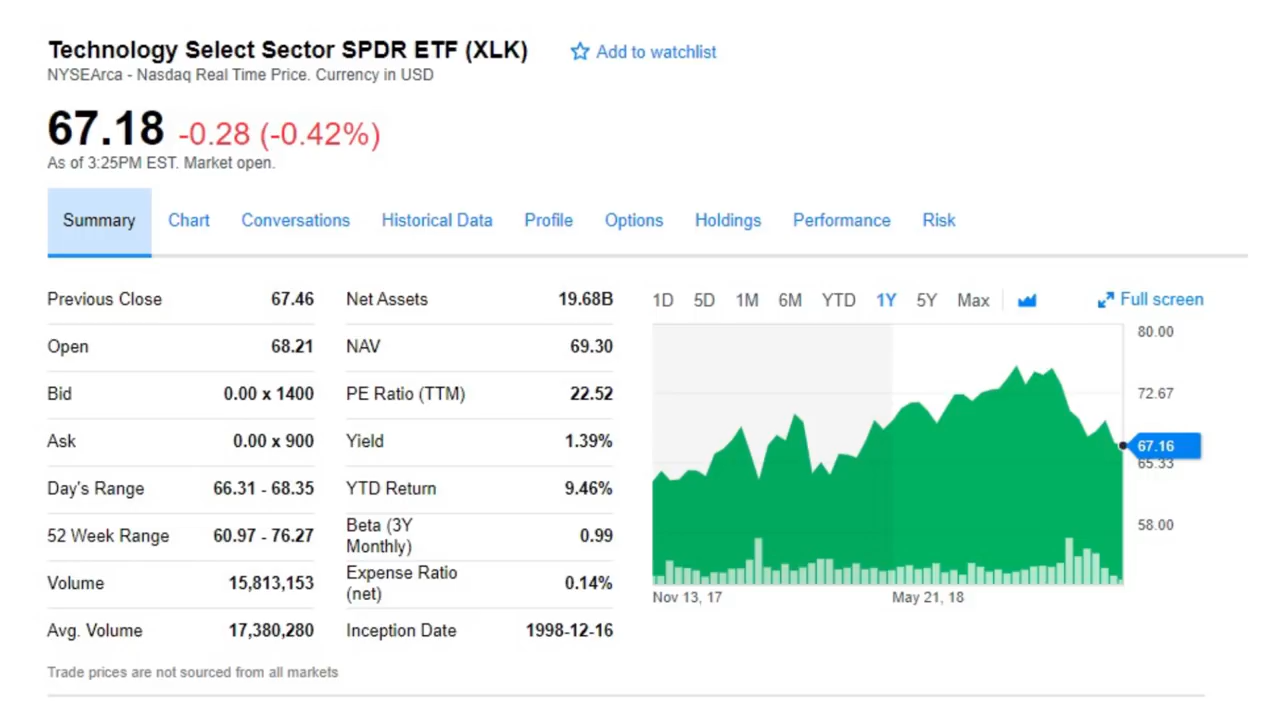 Technology Select Sector SPDR ETF (XLK) Add to watchlist
NYSEArca - Nasdaq Real Time Price. Currency in USD
67.18 -0.28 (-0.42%)
As of 3:25PM EST. Market open.
Summary Chart Conversations Historical Data Profile Options Holdings Performance Risk
Previous Close 67.46
Open 68.21
Bid 0.00 x 1400
Ask 0.00 x 900
Day's Range 66.31 - 68.35
52 Week Range 60.97 - 76.27
Volume 15,813,153
Avg. Volume 17,380,280
Net Assets 19.68B
NAV 69.30
PE Ratio (TTM) 22.52
Yield 1.39%
YTD Return 9.46%
Beta (3Y
Monthly) 0.99
Expense Ratio
(net) 0.14%
Inception Date 1998-12-16
1D 5D 1M 6M YTD 1Y 5Y Max Full screen
80.00
72.67
67.16
65.33
58.00
Nov 13, 17 May 21, 18
Trade prices are not sourced from all markets